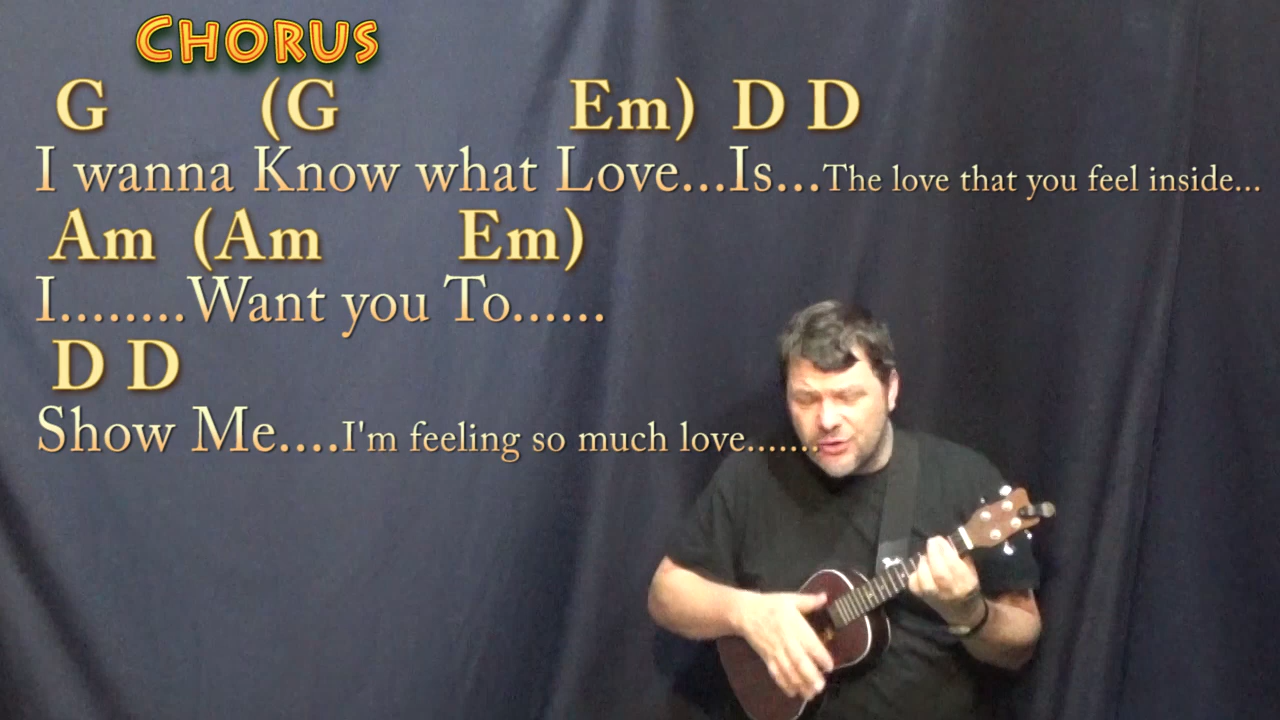 CHORUS
G (G Em) D D
I wanna Know what Love...Is...The love that you feel inside...
Am (Am Em)
I........Want you To......
D D
Show Me....I'm feeling so much love.......